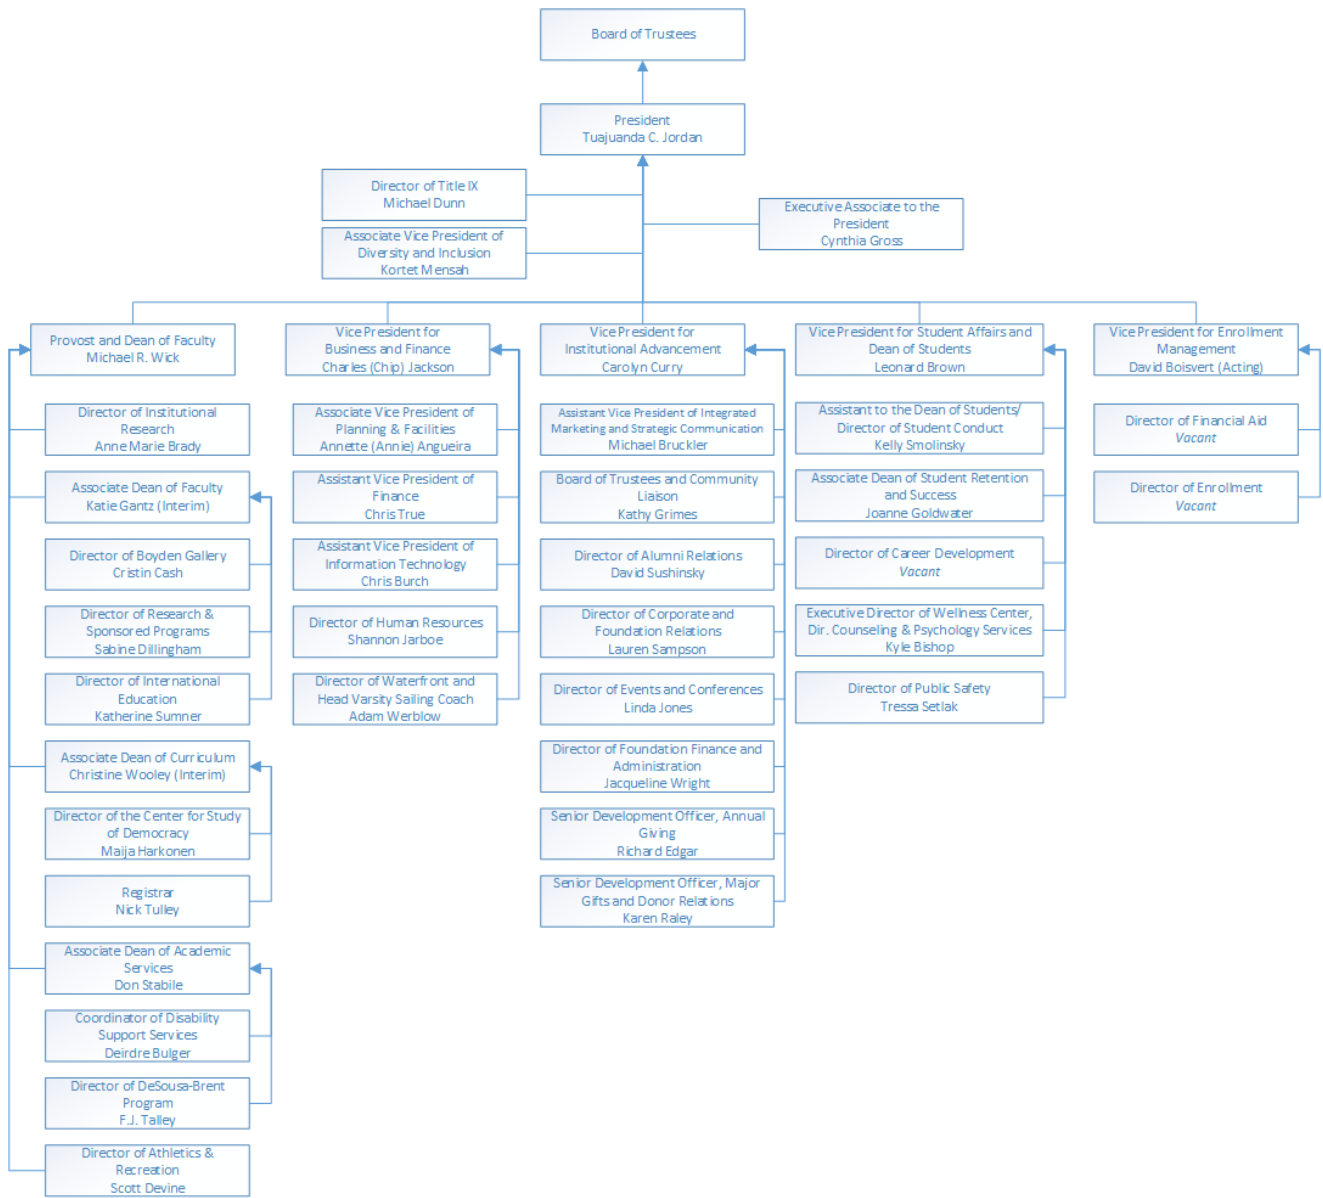 Board of Trustees
President
Tuajuanda C. Jordan
Director of Title IX
Michael Dunn
Executive Associate to the
President
Cynthia Gross
Associate Vice President of
Diversity and Inclusion
Kortet Mensah
Provost and Dean of Faculty
Michael R. Wick
Director of Institutional
Research
Anne Marie Brady
Associate Dean of Faculty
Katie Gantz (Interim)
Director of Boyden Gallery
Cristin Cash
Director of Research &
Sponsored Programs
Sabine Dillingham
Director of International
Education
Katherine Sumner
Associate Dean of Curriculum
Christine Wooley (Interim)
Director of the Center for Study
of Democracy
Maija Harkonen
Registrar
Nick Tulley
Associate Dean of Academic
Services
Don Stabile
Coordinator of Disability
Support Services
Deirdre Bulger
Director of DeSousa-Brent
Program
F.J. Talley
Director of Athletics &
Recreation
Scott Devine
Vice President for
Business and Finance
Charles (Chip) Jackson
Associate Vice President of
Planning & Facilities
Annette (Annie) Angueira
Assistant Vice President of
Finance
Chris True
Assistant Vice President of
Information Technology
Chris Burch
Director of Human Resources
Shannon Jarboe
Director of Waterfront and
Head Varsity Sailing Coach
Adam Werblow
Vice President for
Institutional Advancement
Carolyn Curry
Assistant Vice President of Integrated
Marketing and Strategic Communication
Michael Bruckler
Board of Trustees and Community
Liaison
Kathy Grimes
Director of Alumni Relations
David Sushinsky
Director of Corporate and
Foundation Relations
Lauren Sampson
Director of Events and Conferences
Linda Jones
Director of Foundation Finance and
Administration
Jacqueline Wright
Senior Development Officer, Annual
Giving
Richard Edgar
Senior Development Officer, Major
Gifts and Donor Relations
Karen Raley
Vice President for Student Affairs and
Dean of Students
Leonard Brown
Assistant to the Dean of Students/
Director of Student Conduct
Kelly Smolinsky
Associate Dean of Student Retention
and Success
Joanne Goldwater
Director of Career Development
Vacant
Executive Director of Wellness Center,
Dir. Counseling & Psychology Services
Kyle Bishop
Director of Public Safety
Tressa Setlak
Vice President for Enrollment
Management
David Boisvert (Acting)
Director of Financial Aid
Vacant
Director of Enrollment
Vacant